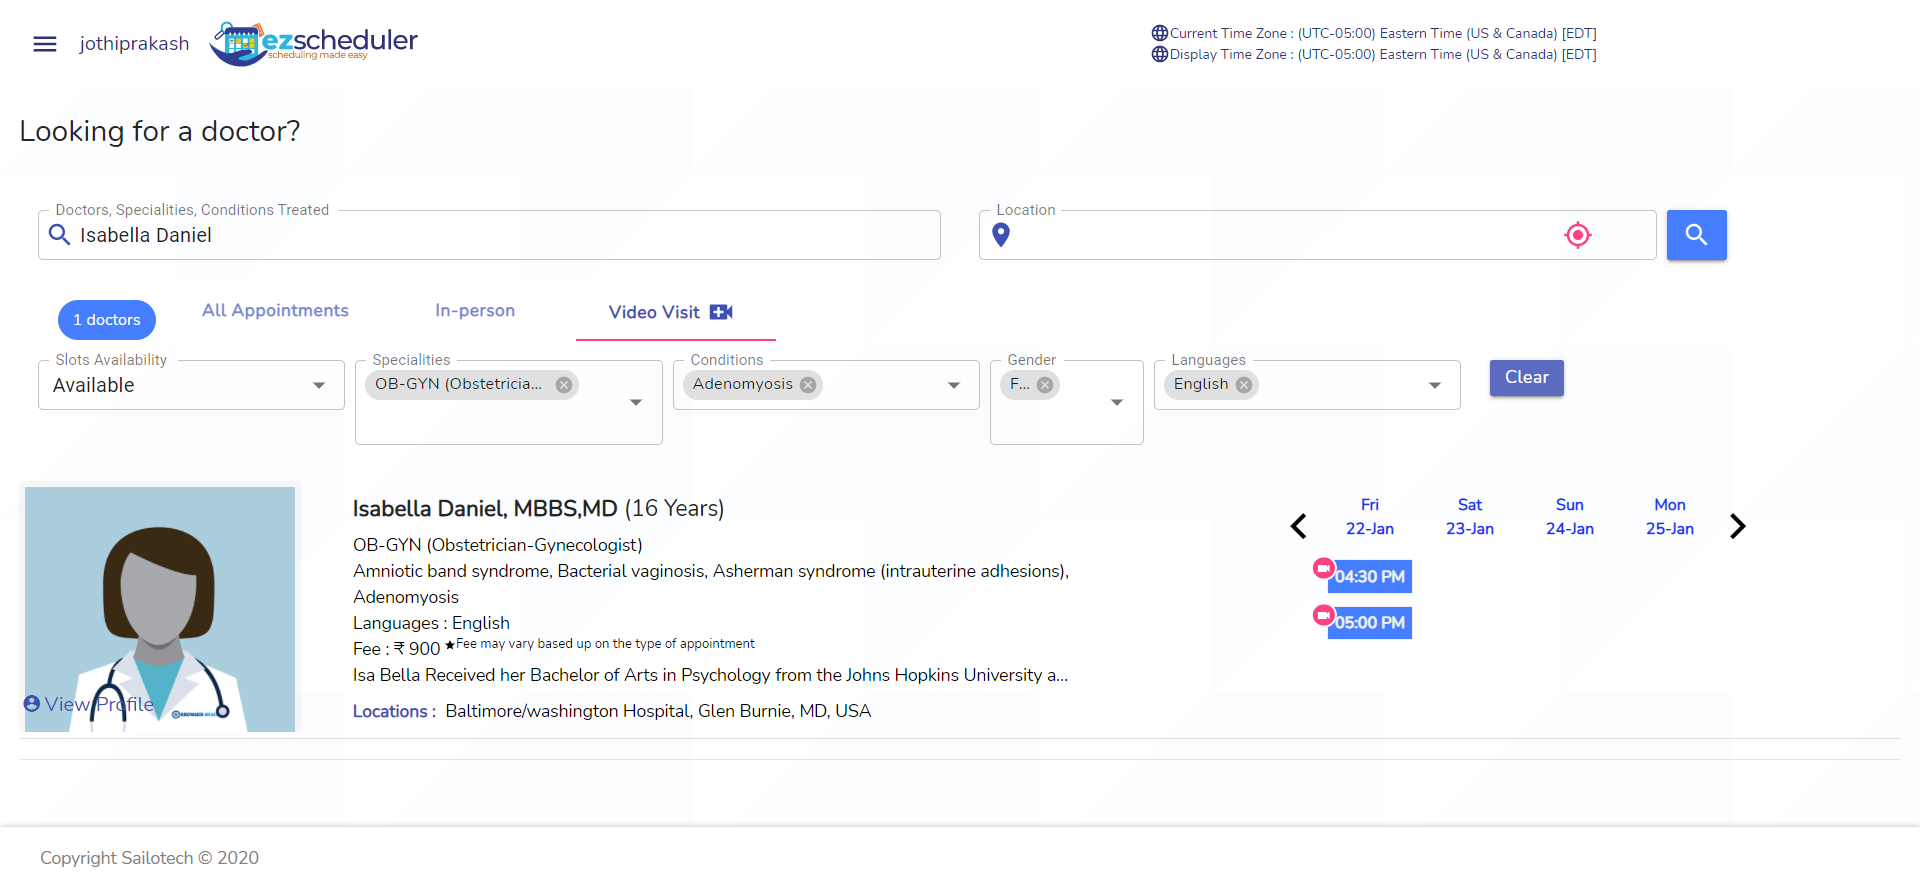 jothiprakash
ezscheduler
scheduling made easy
Current Time Zone : (UTC-05:00) Eastern Time (US & Canada) [EDT]
Display Time Zone : (UTC-05:00) Eastern Time (US & Canada) [EDT]
Looking for a doctor?
Doctors, Specialities, Conditions Treated
Isabella Daniel
Location
1 doctors
All Appointments
In-person
Video Visit
Slots Availability
Available
Specialities
OB-GYN (Obstetricia...
Conditions
Adenomyosis
Gender
F...
Languages
English
Clear
View Profile
Isabella Daniel, MBBS,MD (16 Years)
OB-GYN (Obstetrician-Gynecologist)
Amniotic band syndrome, Bacterial vaginosis, Asherman syndrome (intrauterine adhesions),
Adenomyosis
Languages : English
Fee : ₹ 900 ★Fee may vary based up on the type of appointment
Isa Bella Received her Bachelor of Arts in Psychology from the Johns Hopkins University a...
Locations : Baltimore/washington Hospital, Glen Burnie, MD, USA
Fri
22-Jan
Sat
23-Jan
Sun
24-Jan
Mon
25-Jan
04:30 PM
05:00 PM
Copyright Sailotech © 2020